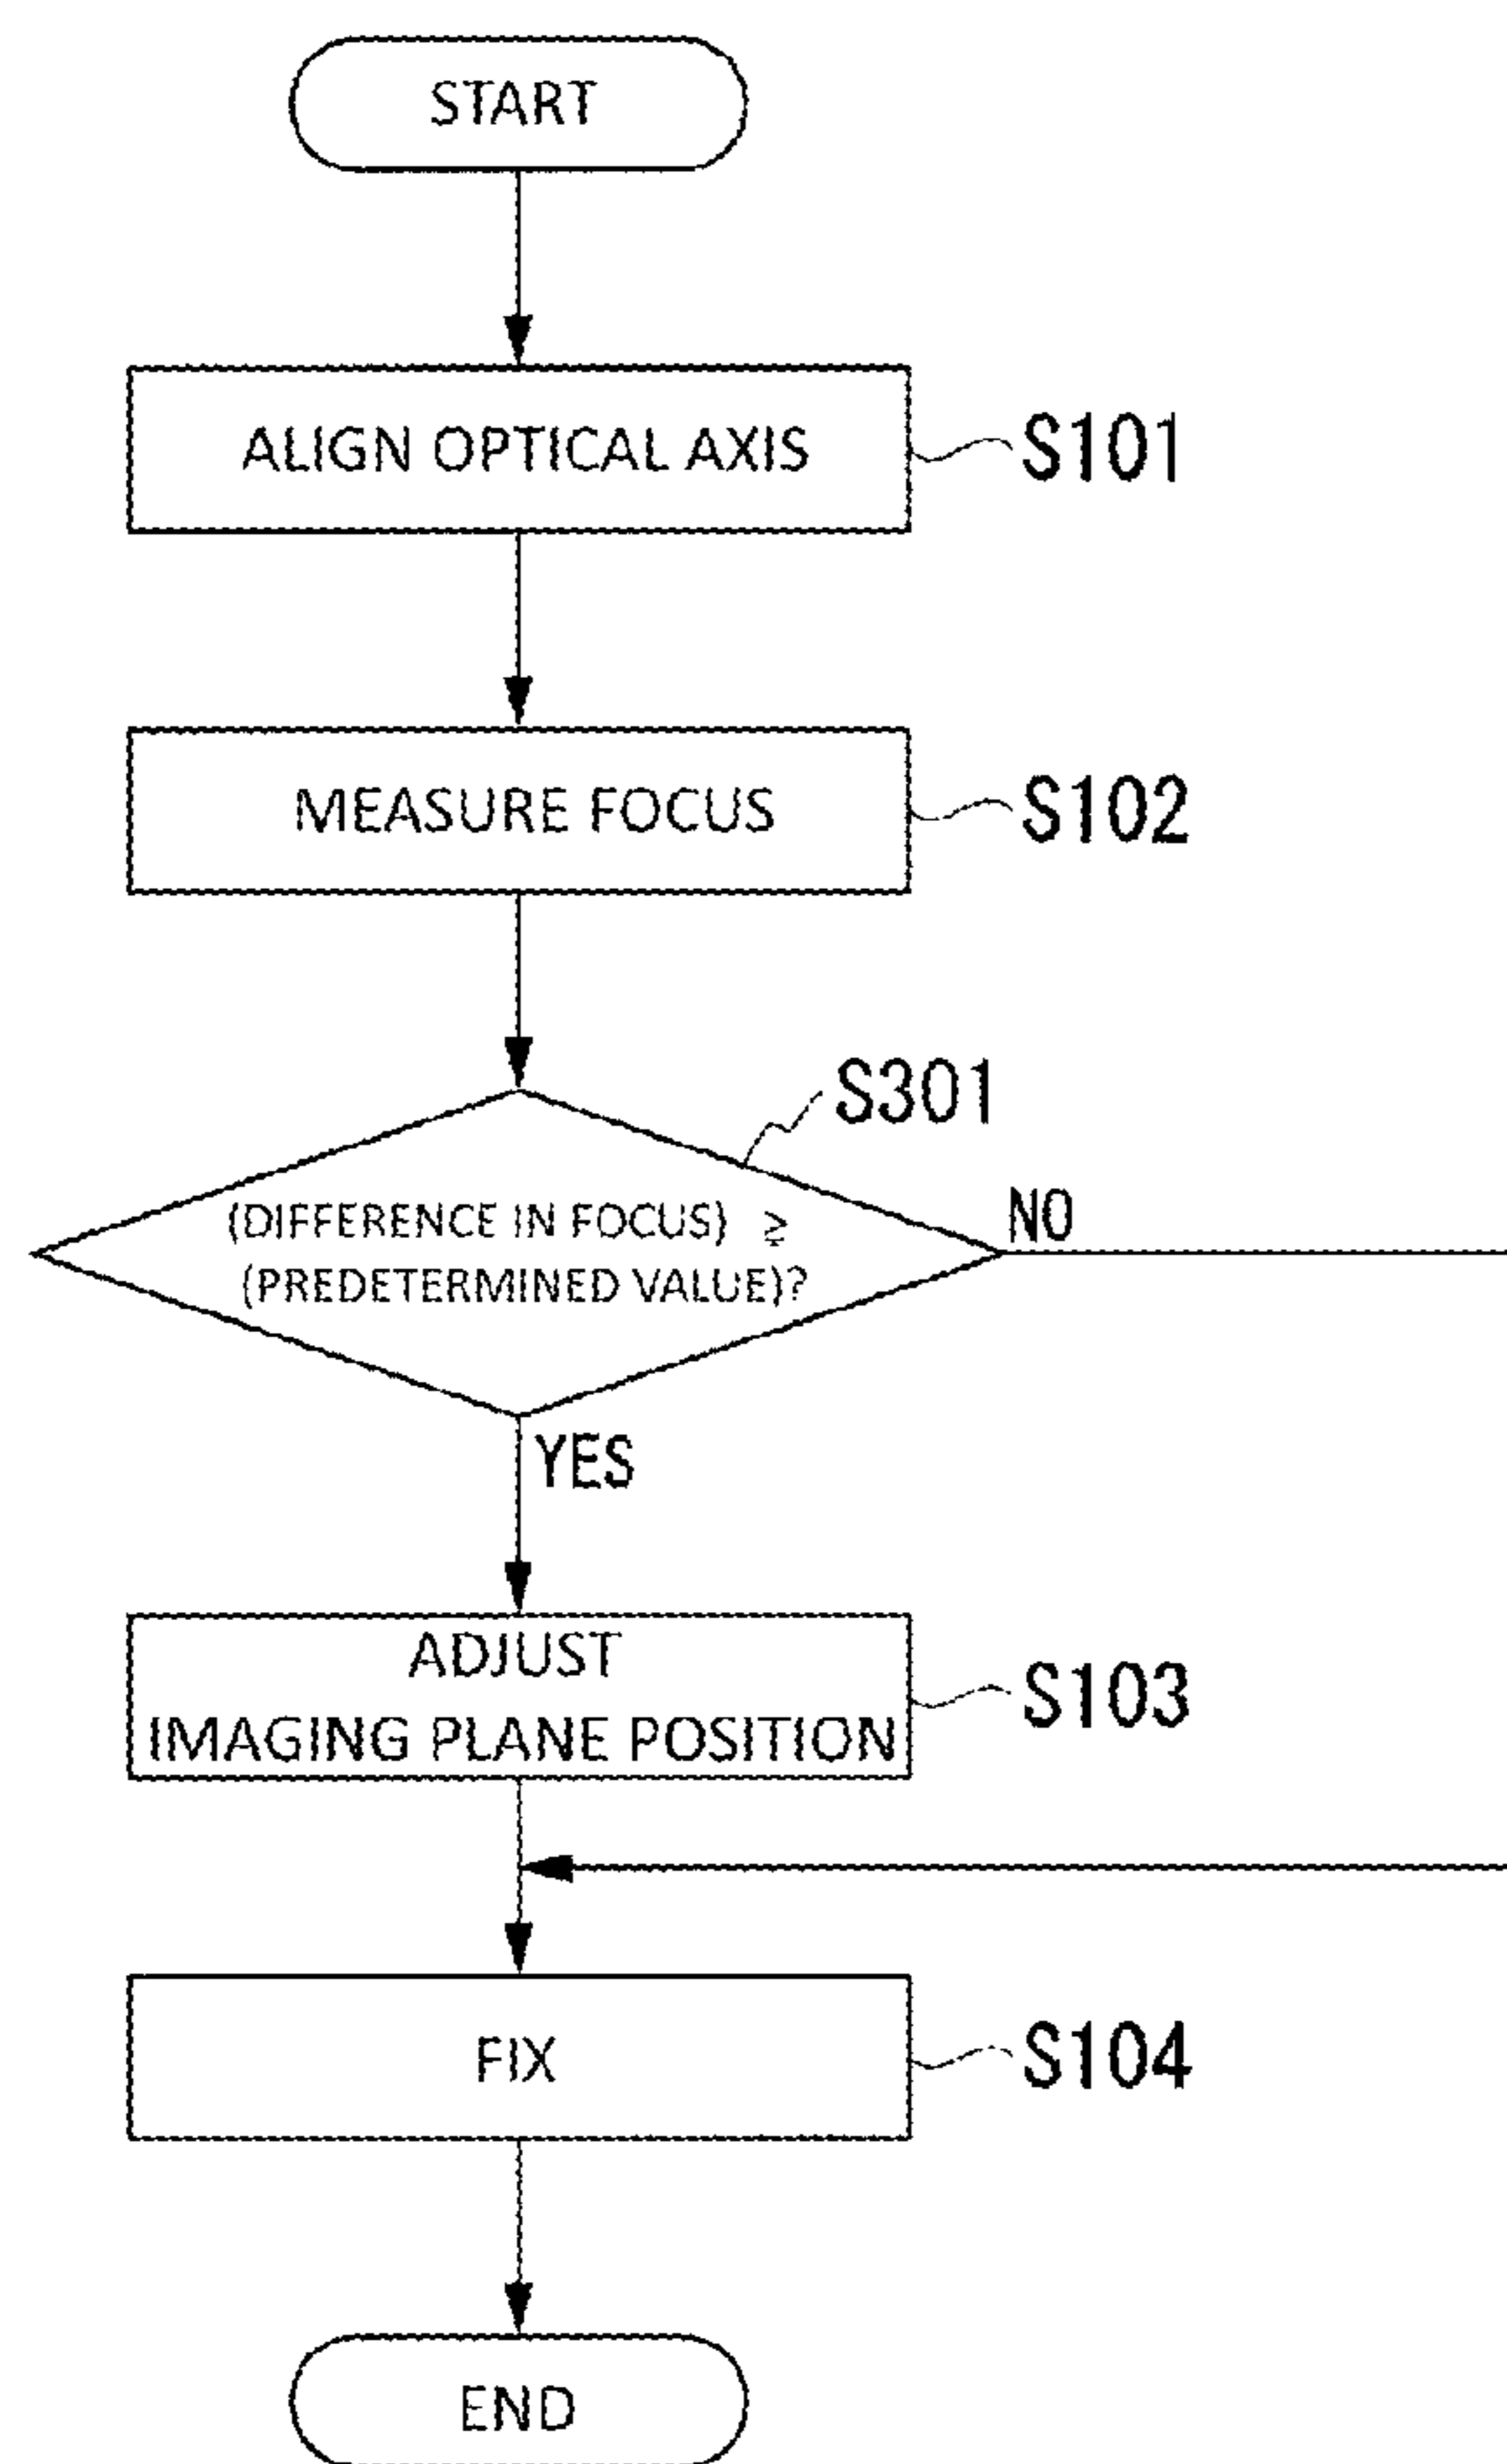 START
ALIGN OPTICAL AXIS
S101
MEASURE FOCUS
S102
S301
(DIFFERENCE IN FOCUS) ≥
(PREDETERMINED VALUE)?
NO
YES
ADJUST
IMAGING PLANE POSITION
S103
FIX
S104
END